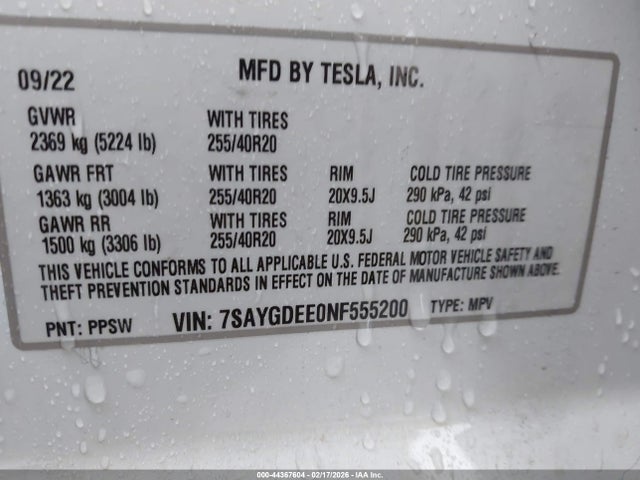 09/22 MFD BY TESLA, INC.
GVWR WITH TIRES
2369 kg (5224 lb) 255/40R20
GAWR FRT WITH TIRES RIM COLD TIRE PRESSURE
1363 kg (3004 lb) 255/40R20 20X9.5J 290 kPa, 42 psi
GAWR RR WITH TIRES RIM COLD TIRE PRESSURE
1500 kg (3306 lb) 255/40R20 20X9.5J 290 kPa, 42 psi
THIS VEHICLE CONFORMS TO ALL APPLICABLE U.S. FEDERAL MOTOR VEHICLE SAFETY AND
THEFT PREVENTION STANDARDS IN EFFECT ON THE DATE OF MANUFACTURE SHOWN ABOVE.
PNT: PPSW VIN: 7SAYGDEE0NF555200 TYPE: MPV
000-44367604 - 02/17/2026 - IAA Inc.